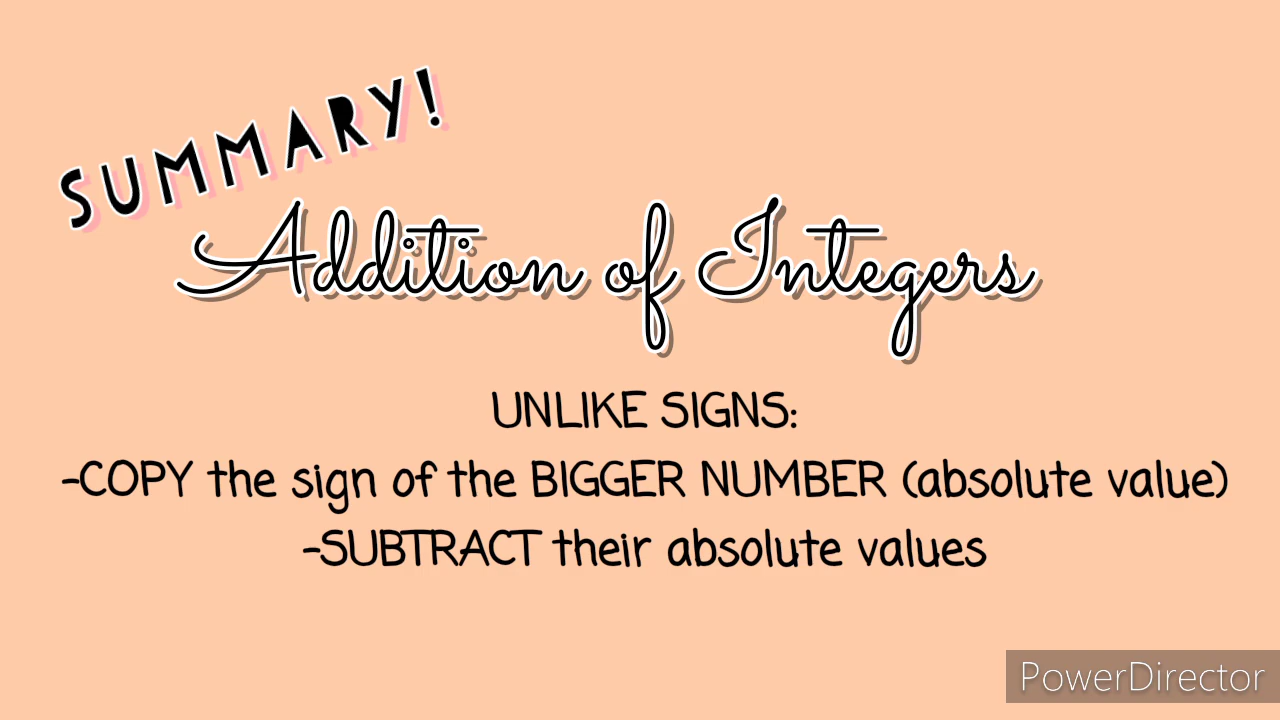 SUMMARY!
Addition of Integers
UNLIKE SIGNS:
-COPY the sign of the BIGGER NUMBER (absolute value)
-SUBTRACT their absolute values
PowerDirector